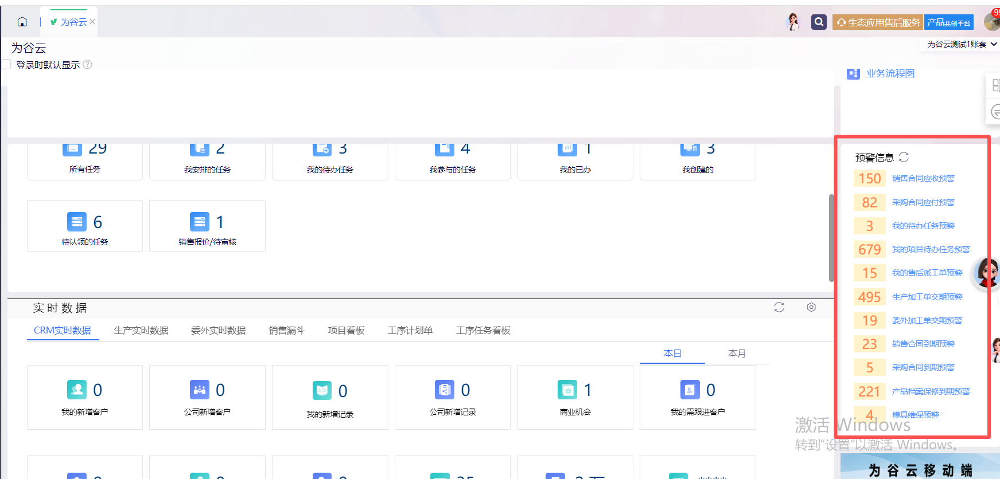 为谷云
生态应用售后服务
产品共创平台
99
为谷云
为谷云测试1账套
登录时默认显示
业务流程图
29
所有任务
2
我安排的任务
3
我的待办任务
4
我参与的任务
1
我的已办
3
我创建的
6
待认领的任务
1
销售报价/待审核
预警信息
150 销售合同应收预警
82 采购合同应付预警
3 我的待办任务预警
679 我的项目待办任务预警
15 我的售后派工单预警
495 生产加工单交期预警
19 委外加工单交期预警
23 销售合同到期预警
5 采购合同到期预警
221 产品档案保修到期预警
4 模具维保预警
实时数据
CRM实时数据 生产实时数据 委外实时数据 销售漏斗 项目看板 工序计划单 工序任务看板
本日 本月
0
我的新增客户
0
公司新增客户
0
我的新增记录
0
公司新增记录
1
商业机会
0
我的需跟进客户
激活 Windows
转到“设置”以激活 Windows。
为谷云移动端